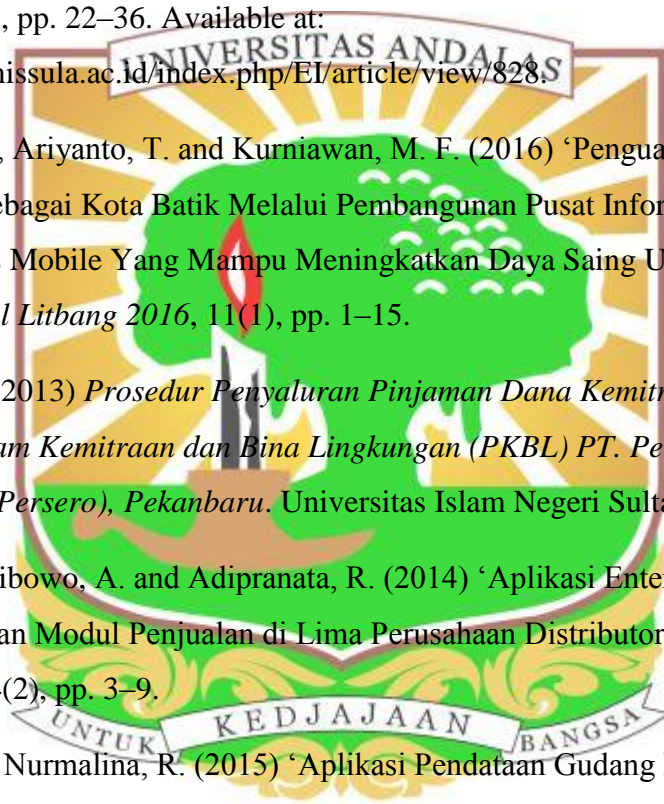 , pp. 22–36. Available at:
UNIVERSITAS ANDALAS
nissula.ac.id/index.php/EI/article/view/828.
, Ariyanto, T. and Kurniawan, M. F. (2016) ‘Pengua
ebagai Kota Batik Melalui Pembangunan Pusat Infor
Mobile Yang Mampu Meningkatkan Daya Saing U
l Litbang 2016, 11(1), pp. 1–15.
2013) Prosedur Penyaluran Pinjaman Dana Kemitr
am Kemitraan dan Bina Lingkungan (PKBL) PT. Pe
Persero), Pekanbaru. Universitas Islam Negeri Sulta
ibowo, A. and Adipranata, R. (2014) ‘Aplikasi Enter
an Modul Penjualan di Lima Perusahaan Distributor
(2), pp. 3–9.
UNTUK KEDJAJAAN BANGSA
Nurmalina, R. (2015) ‘Aplikasi Pendataan Gudang